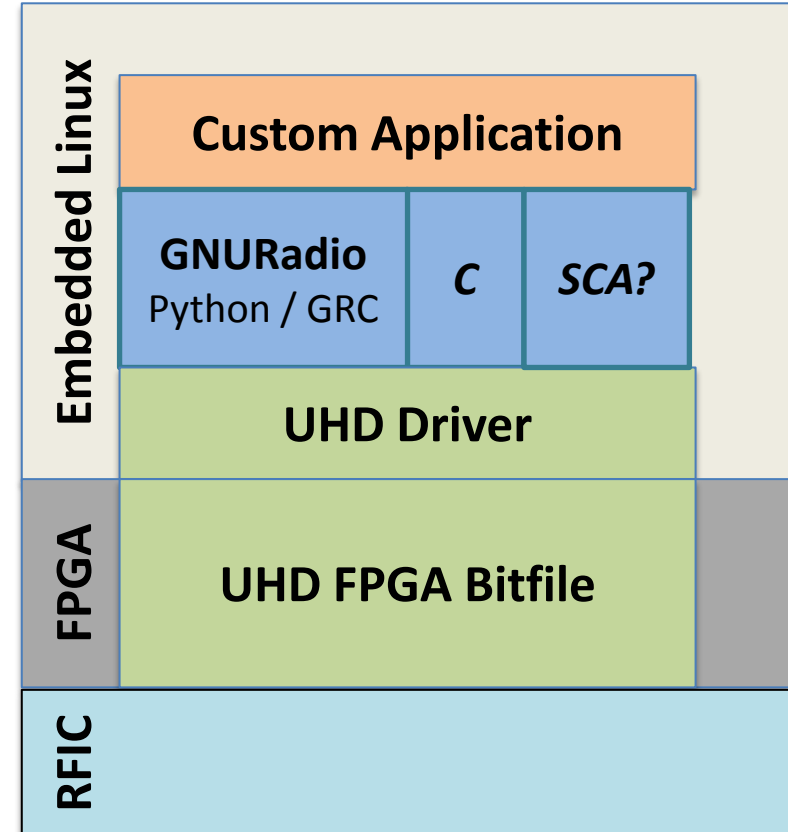 Embedded Linux
Custom Application
GNURadio
Python / GRC
C
SCA?
UHD Driver
FPGA
UHD FPGA Bitfile
RFIC